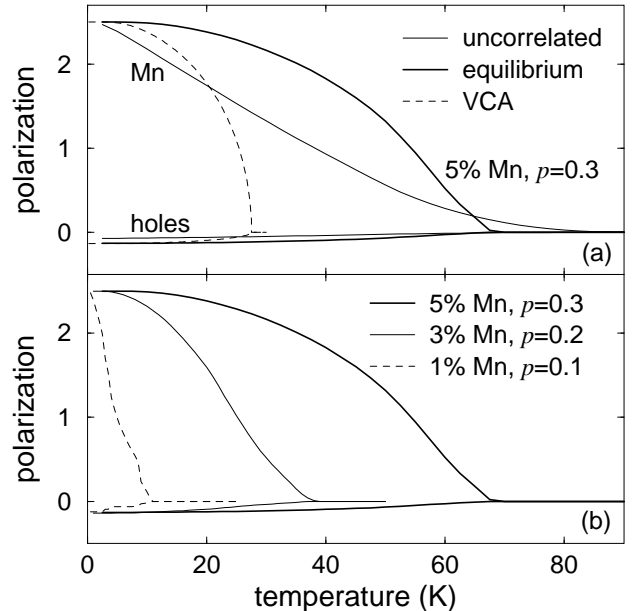 polarization
2
1
0
Mn
holes
uncorrelated
equilibrium
VCA
5% Mn, p=0.3
(a)
polarization
2
1
0
5% Mn, p=0.3
3% Mn, p=0.2
1% Mn, p=0.1
(b)
0 20 40 60 80
temperature (K)